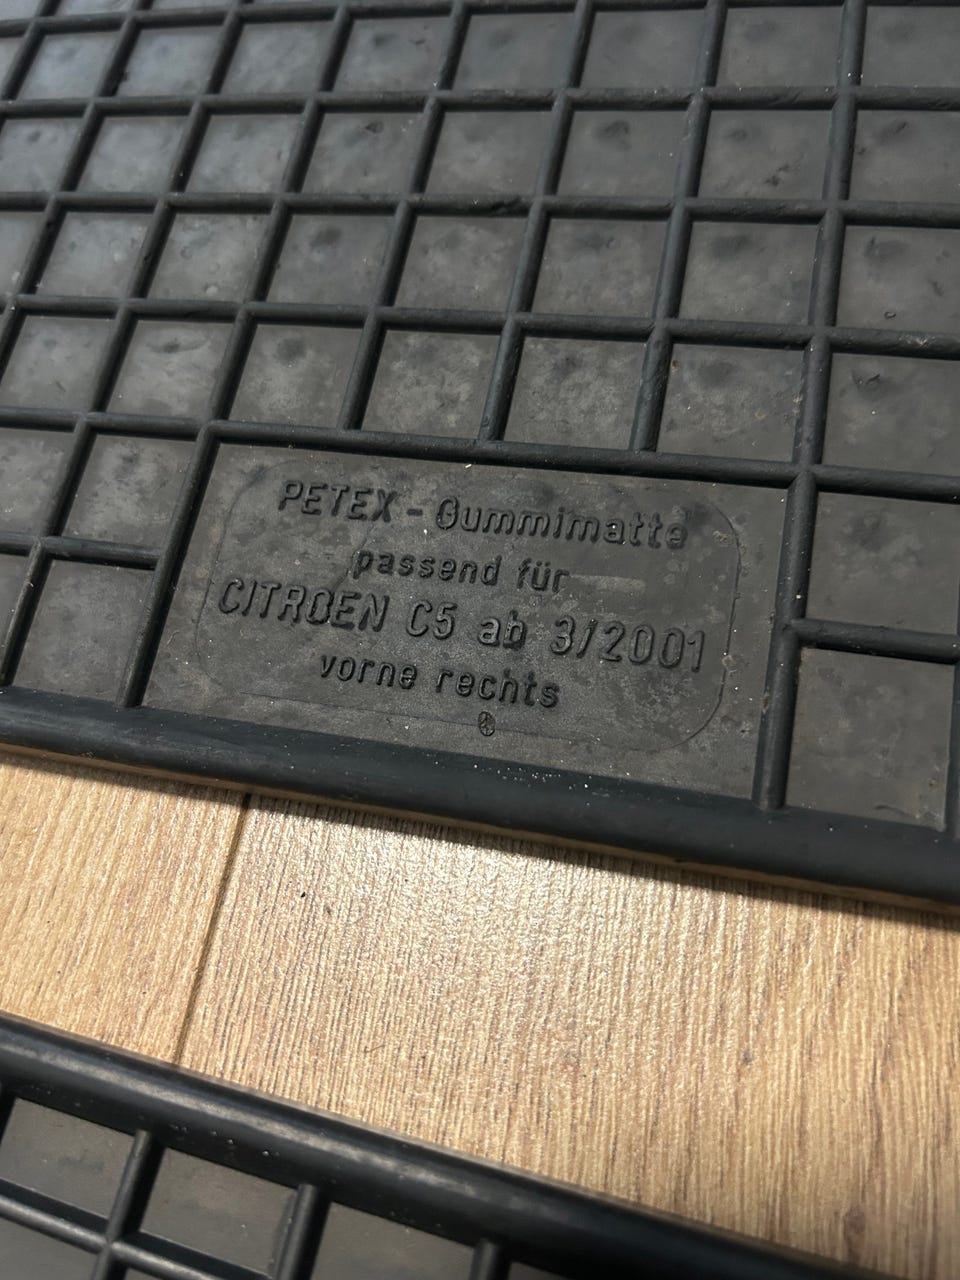 PETEX - Gummimatte
passend für
CITROEN C5 ab 3/2001
vorne rechts